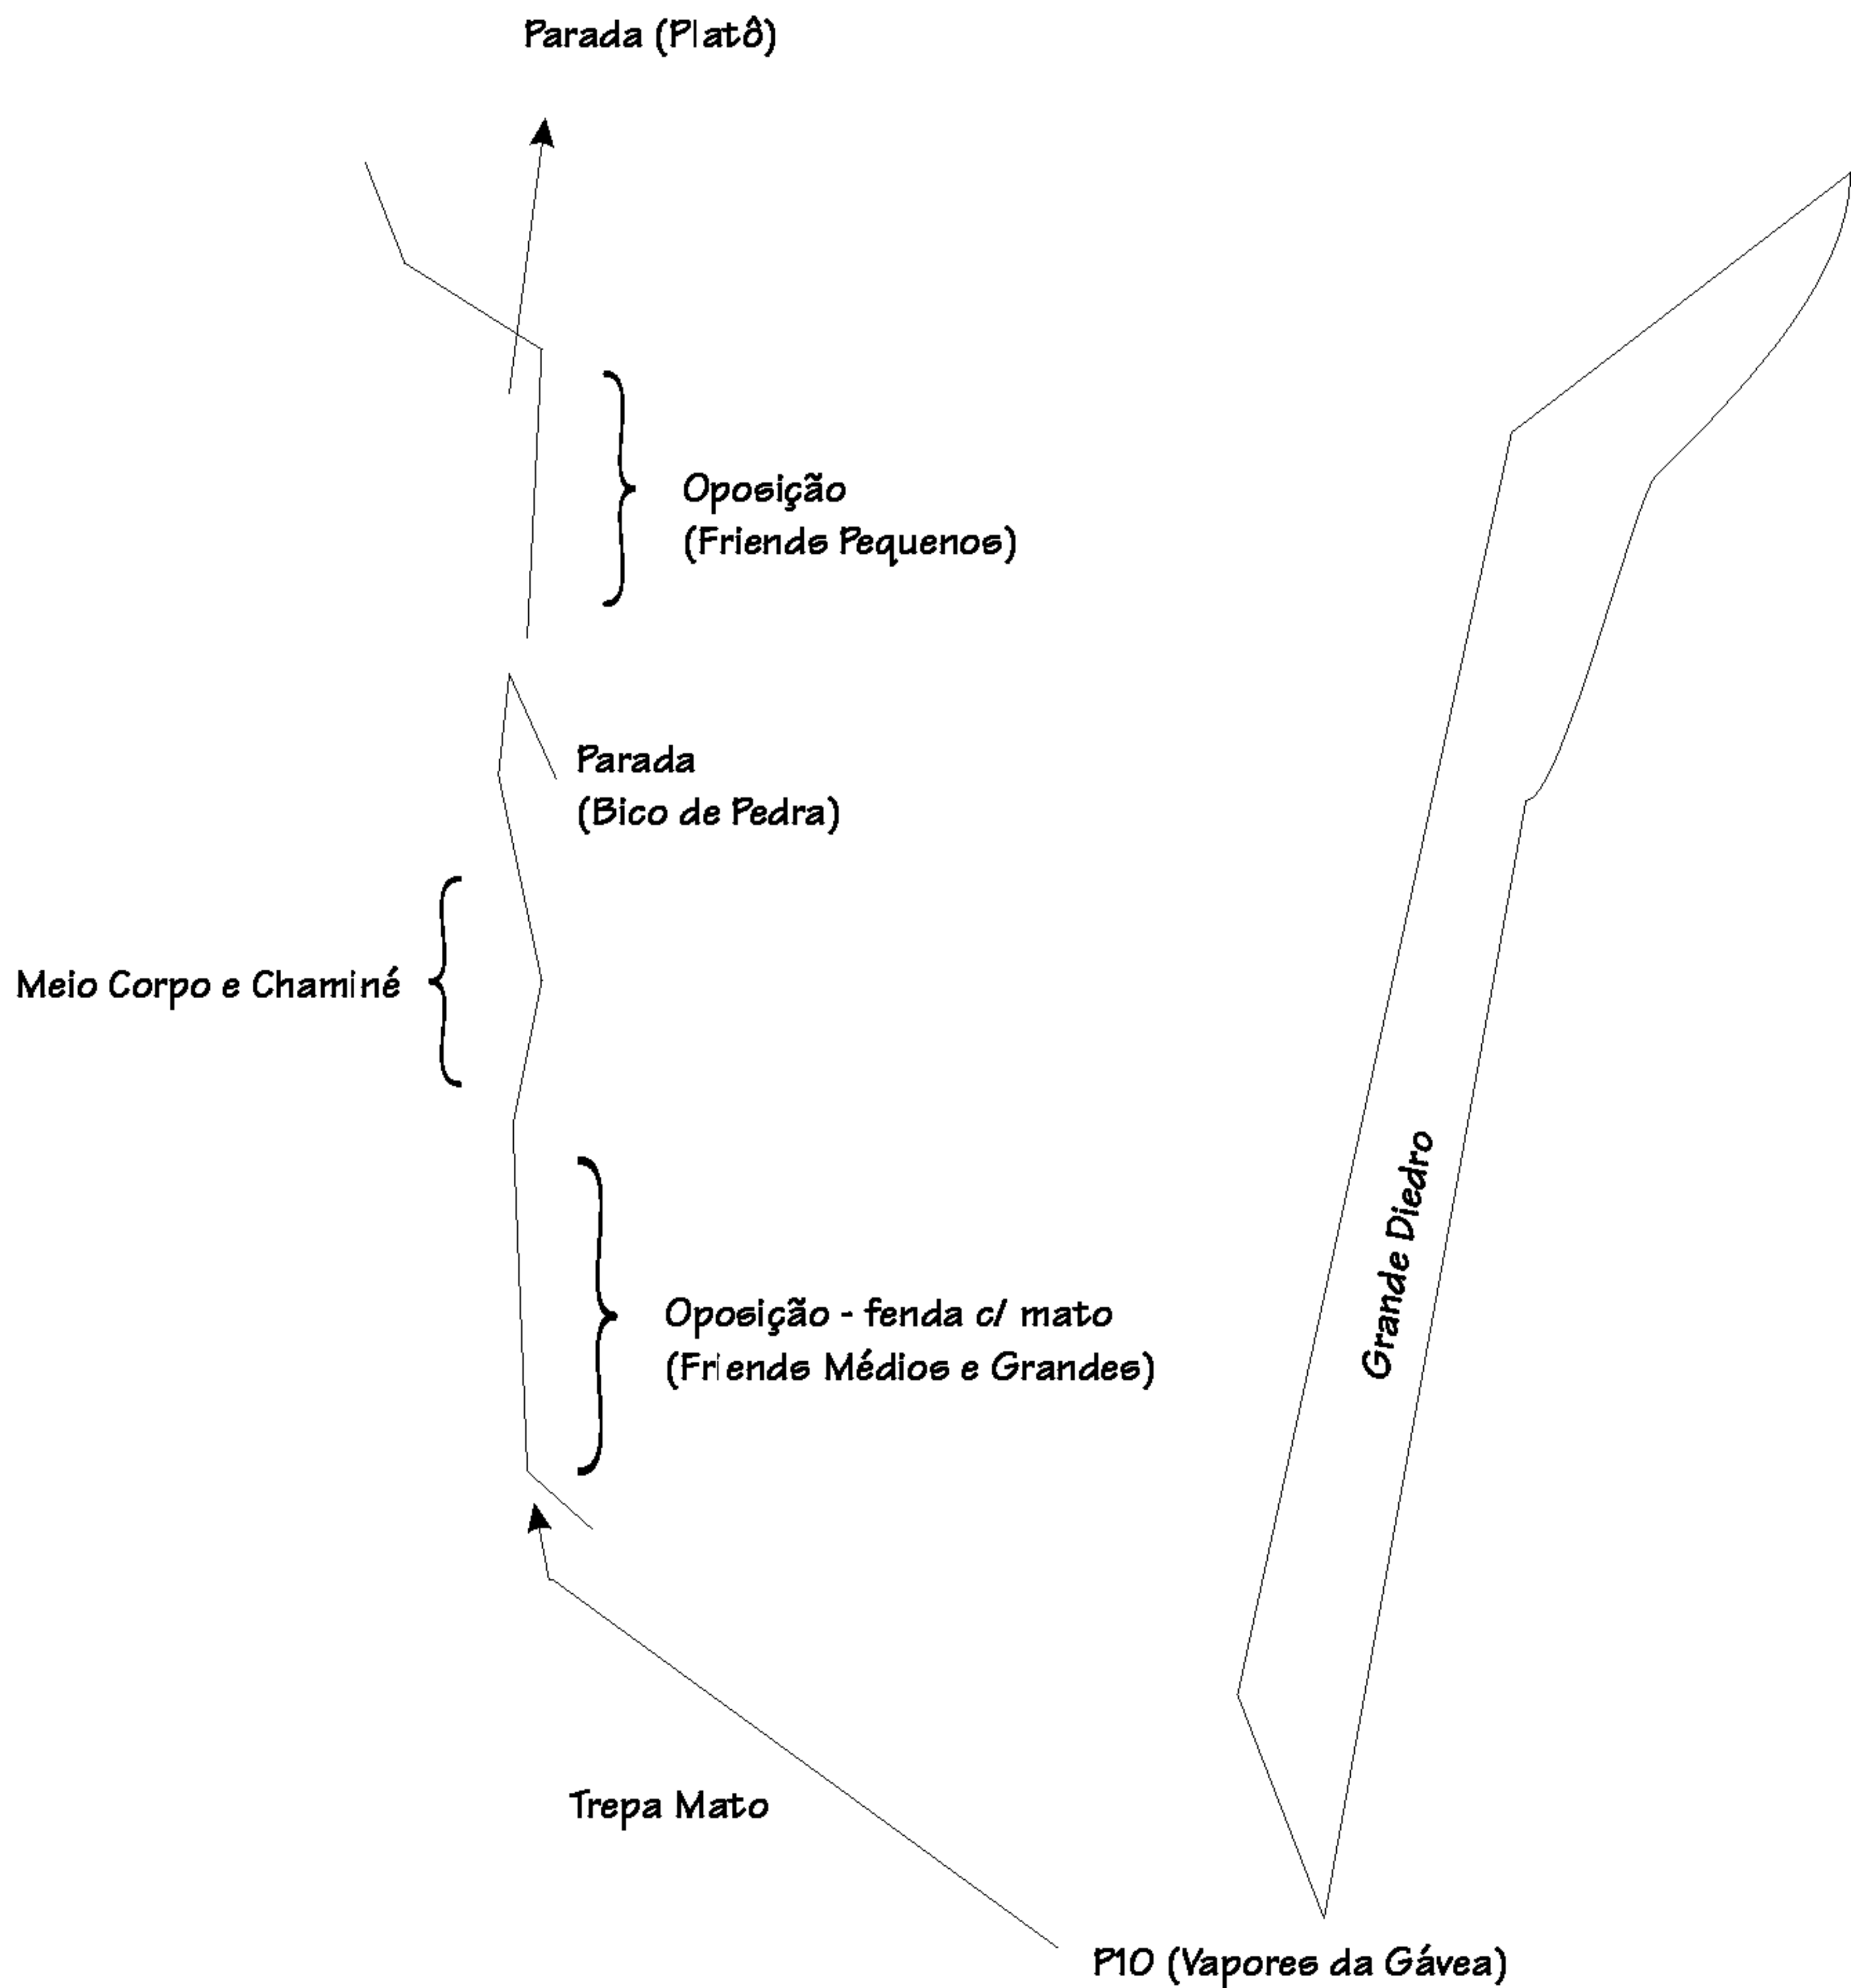 Parada (Platô)
Oposição
(Friends Pequenos)
Parada
(Bico de Pedra)
Meio Corpo e Chaminé
Oposição - fenda c/ mato
(Friends Médios e Grandes)
Grande Diedro
Trepa Mato
P10 (Vapores da Gávea)